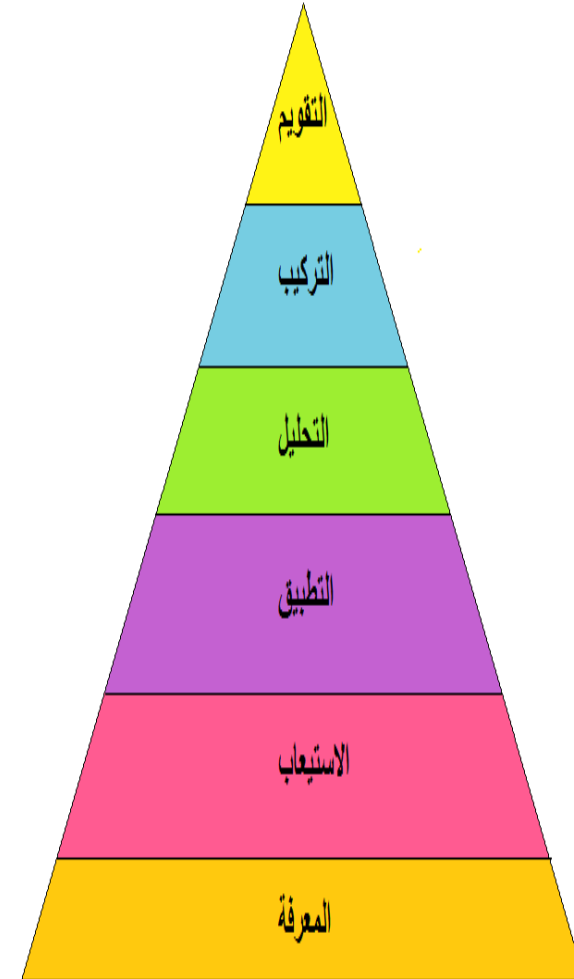 التقويم
التركيب
التحليل
التطبيق
الاستيعاب
المعرفة